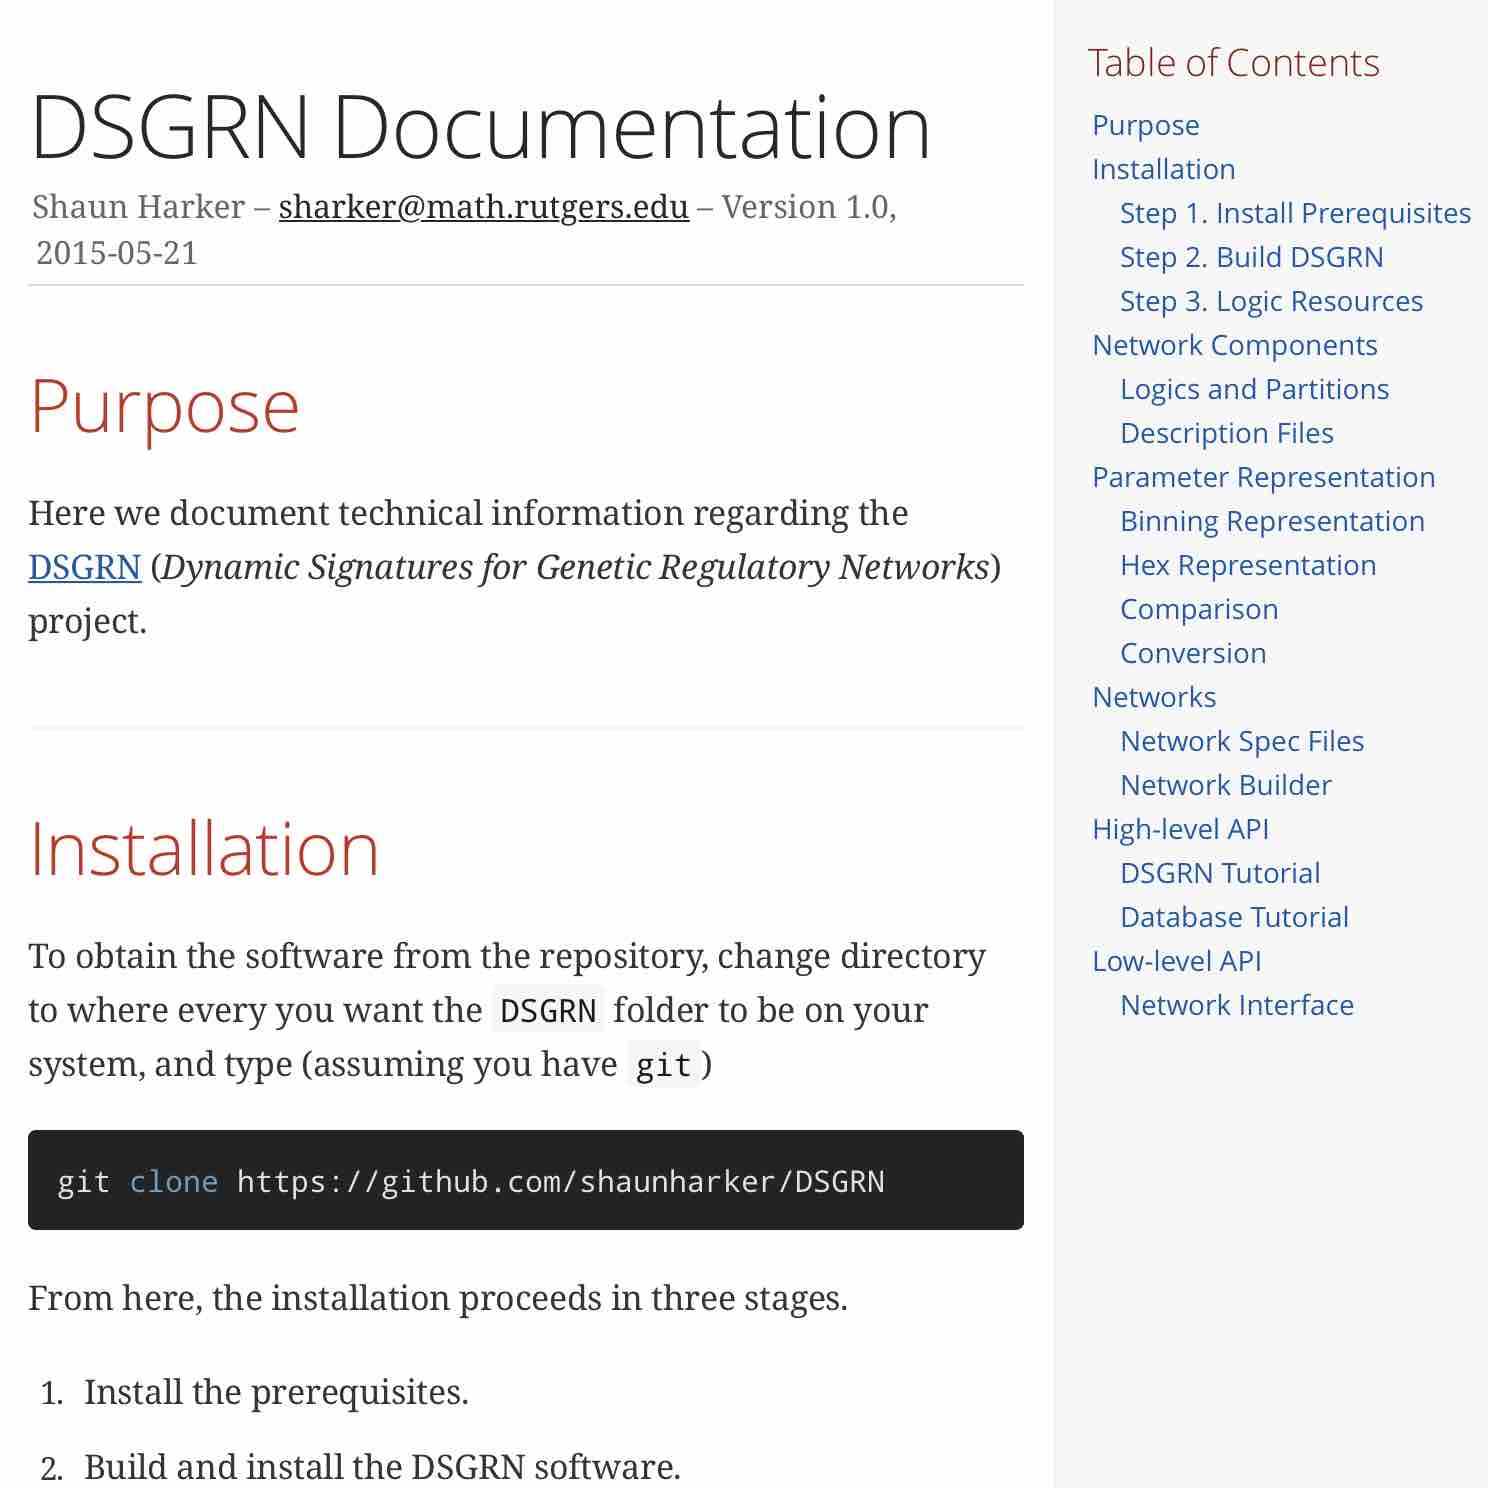 DSGRN Documentation
Shaun Harker – sharker@math.rutgers.edu – Version 1.0,
2015-05-21
Purpose
Here we document technical information regarding the
DSGRN (Dynamic Signatures for Genetic Regulatory Networks)
project.
Installation
To obtain the software from the repository, change directory
to where every you want the DSGRN folder to be on your
system, and type (assuming you have git)
git clone https://github.com/shaunharker/DSGRN
From here, the installation proceeds in three stages.
1. Install the prerequisites.
2. Build and install the DSGRN software.
Table of Contents
Purpose
Installation
Step 1. Install Prerequisites
Step 2. Build DSGRN
Step 3. Logic Resources
Network Components
Logics and Partitions
Description Files
Parameter Representation
Binning Representation
Hex Representation
Comparison
Conversion
Networks
Network Spec Files
Network Builder
High-level API
DSGRN Tutorial
Database Tutorial
Low-level API
Network Interface